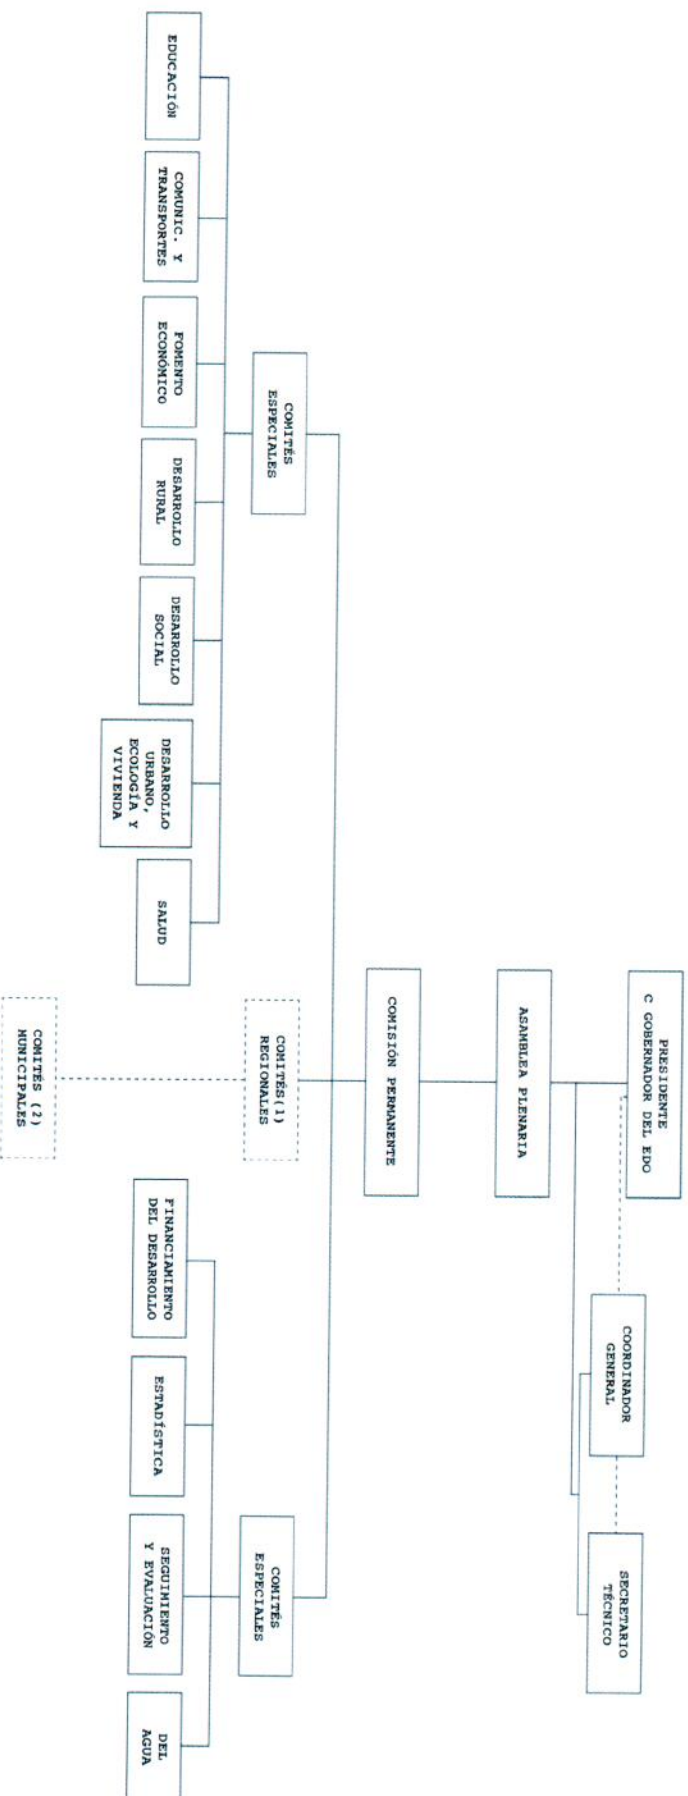 PRESIDENTE
C GOBERNADOR DEL EDO
COORDINADOR
GENERAL
SECRETARIO
TÉCNICO
ASAMBLEA PLENARIA
COMISIÓN PERMANENTE
COMITÉS
ESPECIALES
COMITÉS(1)
REGIONALES
COMITÉS
ESPECIALES
EDUCACIÓN
COMUNIC. Y
TRANSPORTES
FOMENTO
ECONÓMICO
DESARROLLO
RURAL
DESARROLLO
SOCIAL
DESARROLLO
URBANO,
ECOLOGÍA Y
VIVIENDA
SALUD
FINANCIAMIENTO
DEL DESARROLLO
ESTADÍSTICA
SEGUIMIENTO
Y EVALUACIÓN
DEL
AGUA
COMITÉS (2)
MUNICIPALES